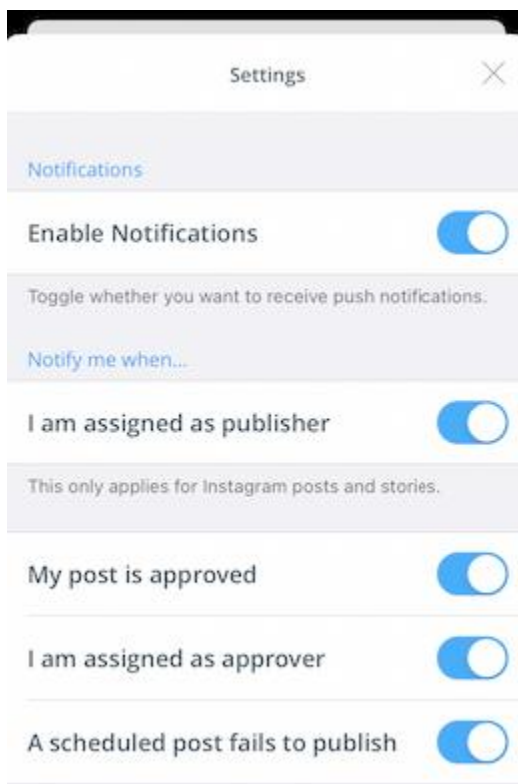 Settings
Notifications
Enable Notifications
Toggle whether you want to receive push notifications.
Notify me when...
I am assigned as publisher
This only applies for Instagram posts and stories.
My post is approved
I am assigned as approver
A scheduled post fails to publish